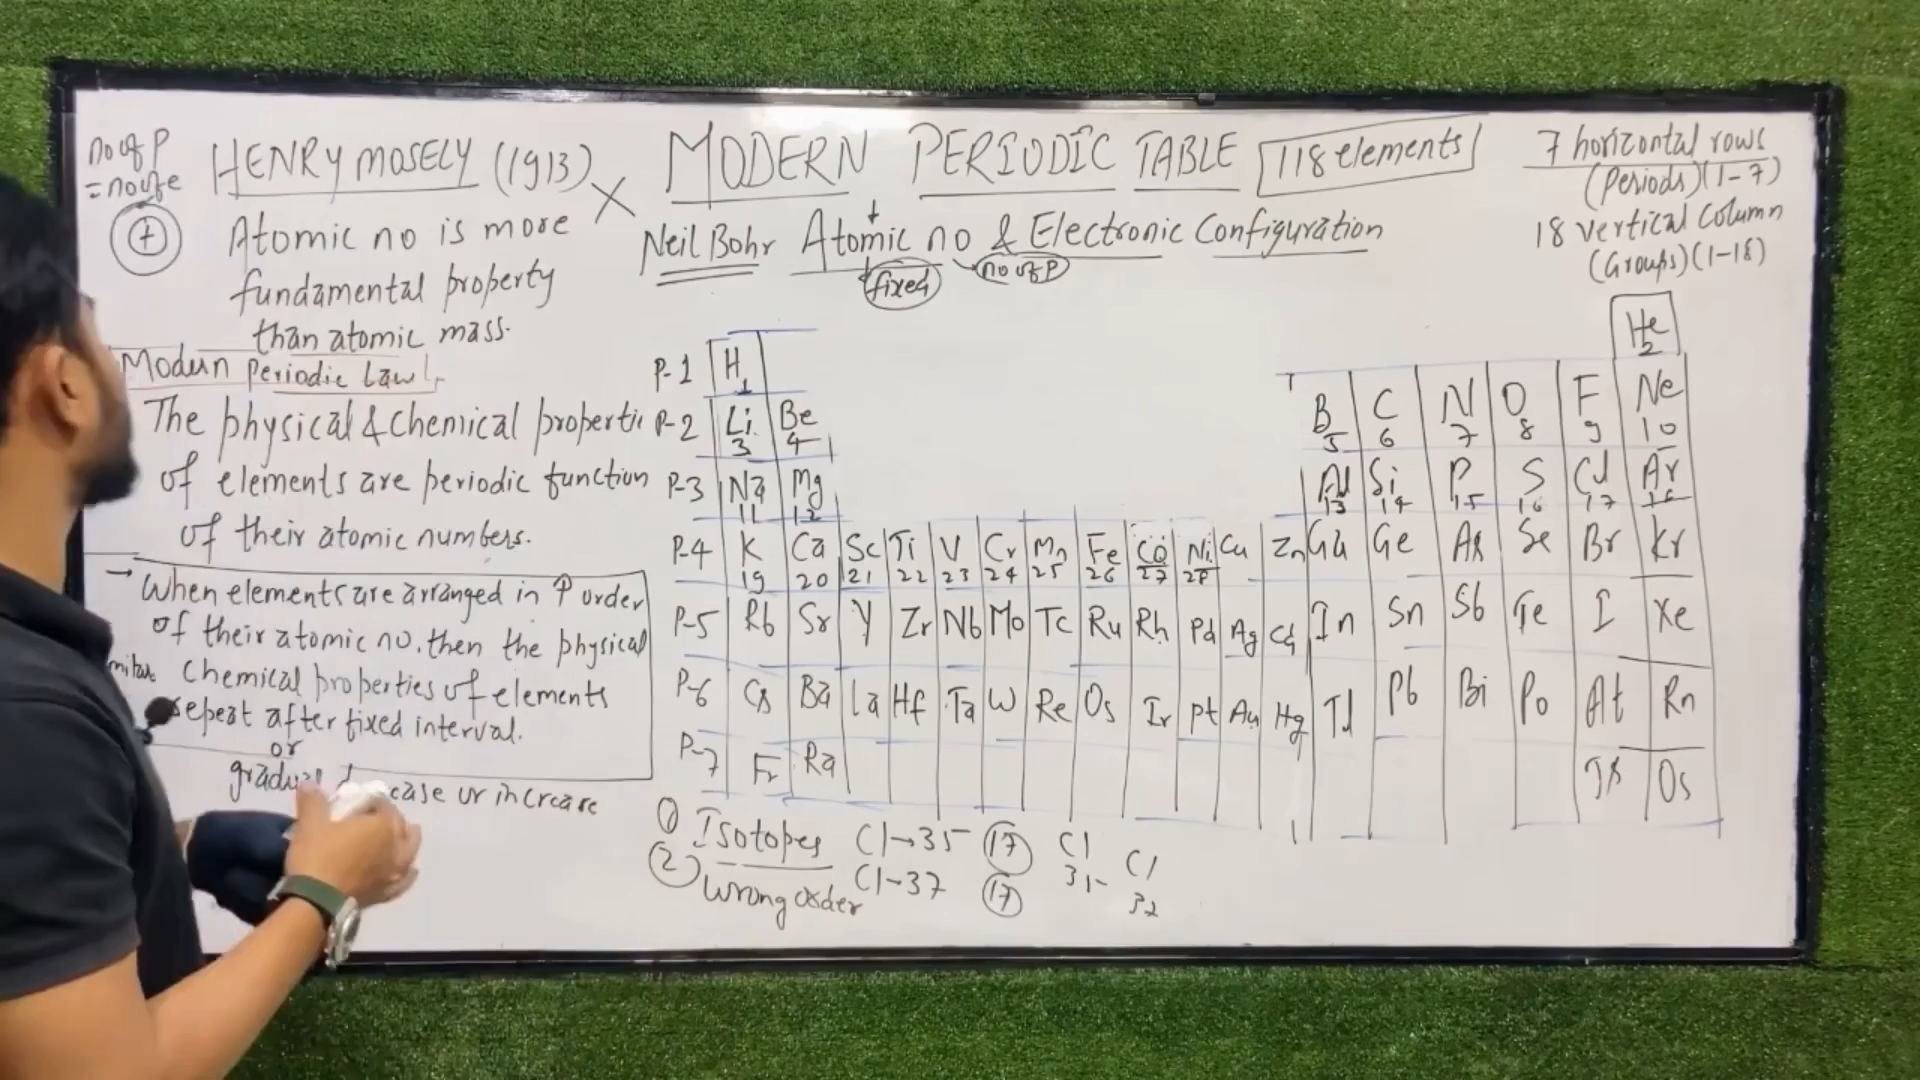 no of P
= no of e
+
HENRY MOSELY (1913)
Atomic no is more
fundamental property
than atomic mass.
Modern Periodic Law
The physical & chemical properti
of elements are periodic function
of their atomic numbers.
→ When elements are arranged in ↑ order
of their atomic no. then the physical
Chemical properties of elements
repeat after fixed interval.
or
gradual case or increase
MODERN PERIODIC TABLE 118 elements
Neil Bohr Atomic no & Electronic Configuration
fixed no of P
7 horizontal rows
(Periods) (1-7)
18 vertical column
(Groups) (1-18)
He
2
P-1 H
1
P-2 Li Be B C N O F Ne
3 4 5 6 7 8 9 10
P-3 Na Mg Al Si P S Cl Ar
11 12 13 14 15 16 17 18
P-4 K Ca Sc Ti V Cr Mn Fe Co Ni Cu Zn Ga Ge As Se Br Kr
19 20 21 22 23 24 25 26 27 28
P-5 Rb Sr Y Zr Nb Mo Tc Ru Rh Pd Ag Cd In Sn Sb Te I Xe
P-6 Cs Ba La Hf Ta W Re Os Ir Pt Au Hg Tl Pb Bi Po At Rn
P-7 Fr Ra Ts Os
① Isotopes Cl→35 17 Cl Cl
② Wrong order Cl-37 17